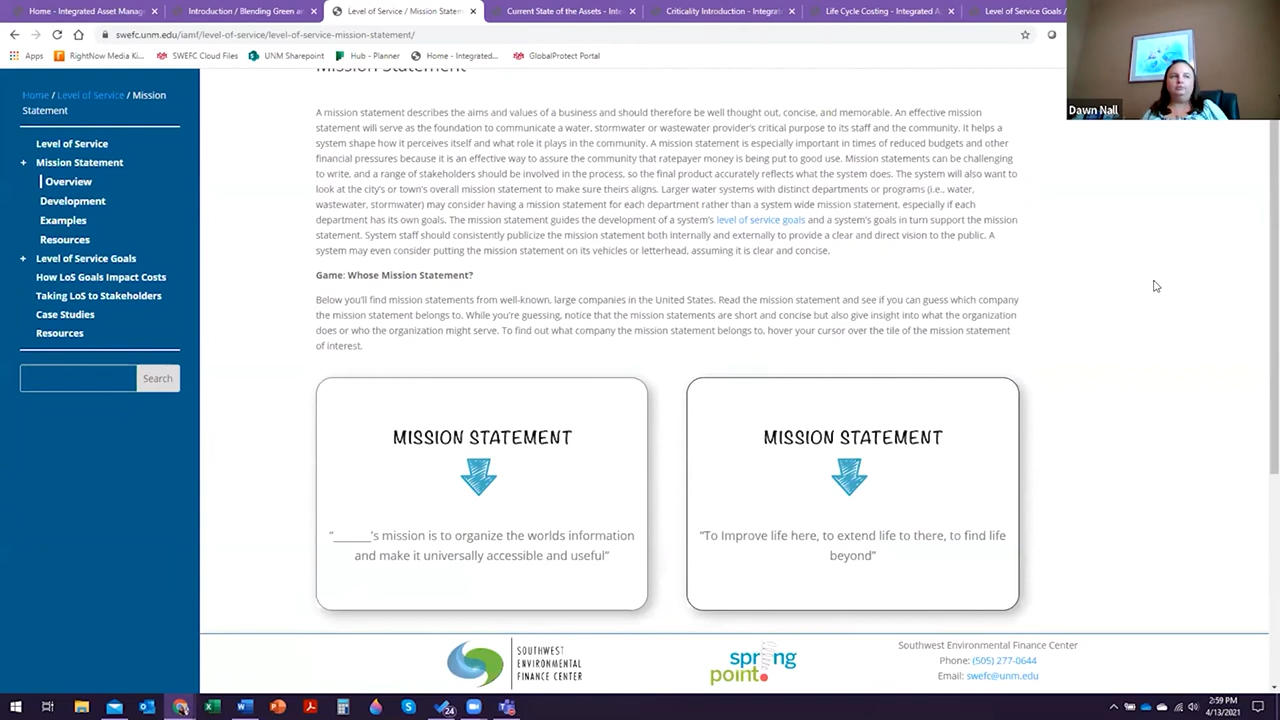 Home - Integrated Asset Manag
Introduction / Blending Green an
Level of Service / Mission Statem
Current State of the Assets - Inte
Criticality Introduction - Integrat
Life Cycle Costing - Integrated A
Level of Service Goals /
swefc.unm.edu/iamf/level-of-service/level-of-service-mission-statement/
Apps
RightNow Media Ki...
SWEFC Cloud Files
UNM Sharepoint
Hub - Planner
Home - Integrated...
GlobalProtect Portal
Dawn Nall
Home / Level of Service / Mission
Statement
Level of Service
+ Mission Statement
Overview
Development
Examples
Resources
+ Level of Service Goals
How LoS Goals Impact Costs
Taking LoS to Stakeholders
Case Studies
Resources
Search
Mission Statement
A mission statement describes the aims and values of a business and should therefore be well thought out, concise, and memorable. An effective mission
statement will serve as the foundation to communicate a water, stormwater or wastewater provider's critical purpose to its staff and the community. It helps a
system shape how it perceives itself and what role it plays in the community. A mission statement is especially important in times of reduced budgets and other
financial pressures because it is an effective way to assure the community that ratepayer money is being put to good use. Mission statements can be challenging
to write, and a range of stakeholders should be involved in the process, so the final product accurately reflects what the system does. The system will also want to
look at the city's or town's overall mission statement to make sure theirs aligns. Larger water systems with distinct departments or programs (i.e., water,
wastewater, stormwater) may consider having a mission statement for each department rather than a system wide mission statement, especially if each
department has its own goals. The mission statement guides the development of a system's level of service goals and a system's goals in turn support the mission
statement. System staff should consistently publicize the mission statement both internally and externally to provide a clear and direct vision to the public. A
system may even consider putting the mission statement on its vehicles or letterhead, assuming it is clear and concise.
Game: Whose Mission Statement?
Below you'll find mission statements from well-known, large companies in the United States. Read the mission statement and see if you can guess which company
the mission statement belongs to. While you're guessing, notice that the mission statements are short and concise but also give insight into what the organization
does or who the organization might serve. To find out what company the mission statement belongs to, hover your cursor over the tile of the mission statement
of interest.
MISSION STATEMENT
"______'s mission is to organize the worlds information
and make it universally accessible and useful"
MISSION STATEMENT
"To Improve life here, to extend life to there, to find life
beyond"
SOUTHWEST
ENVIRONMENTAL
FINANCE CENTER
spring
point.
Southwest Environmental Finance Center
Phone: (505) 277-0644
Email: swefc@unm.edu
24
2:59 PM
4/13/2021